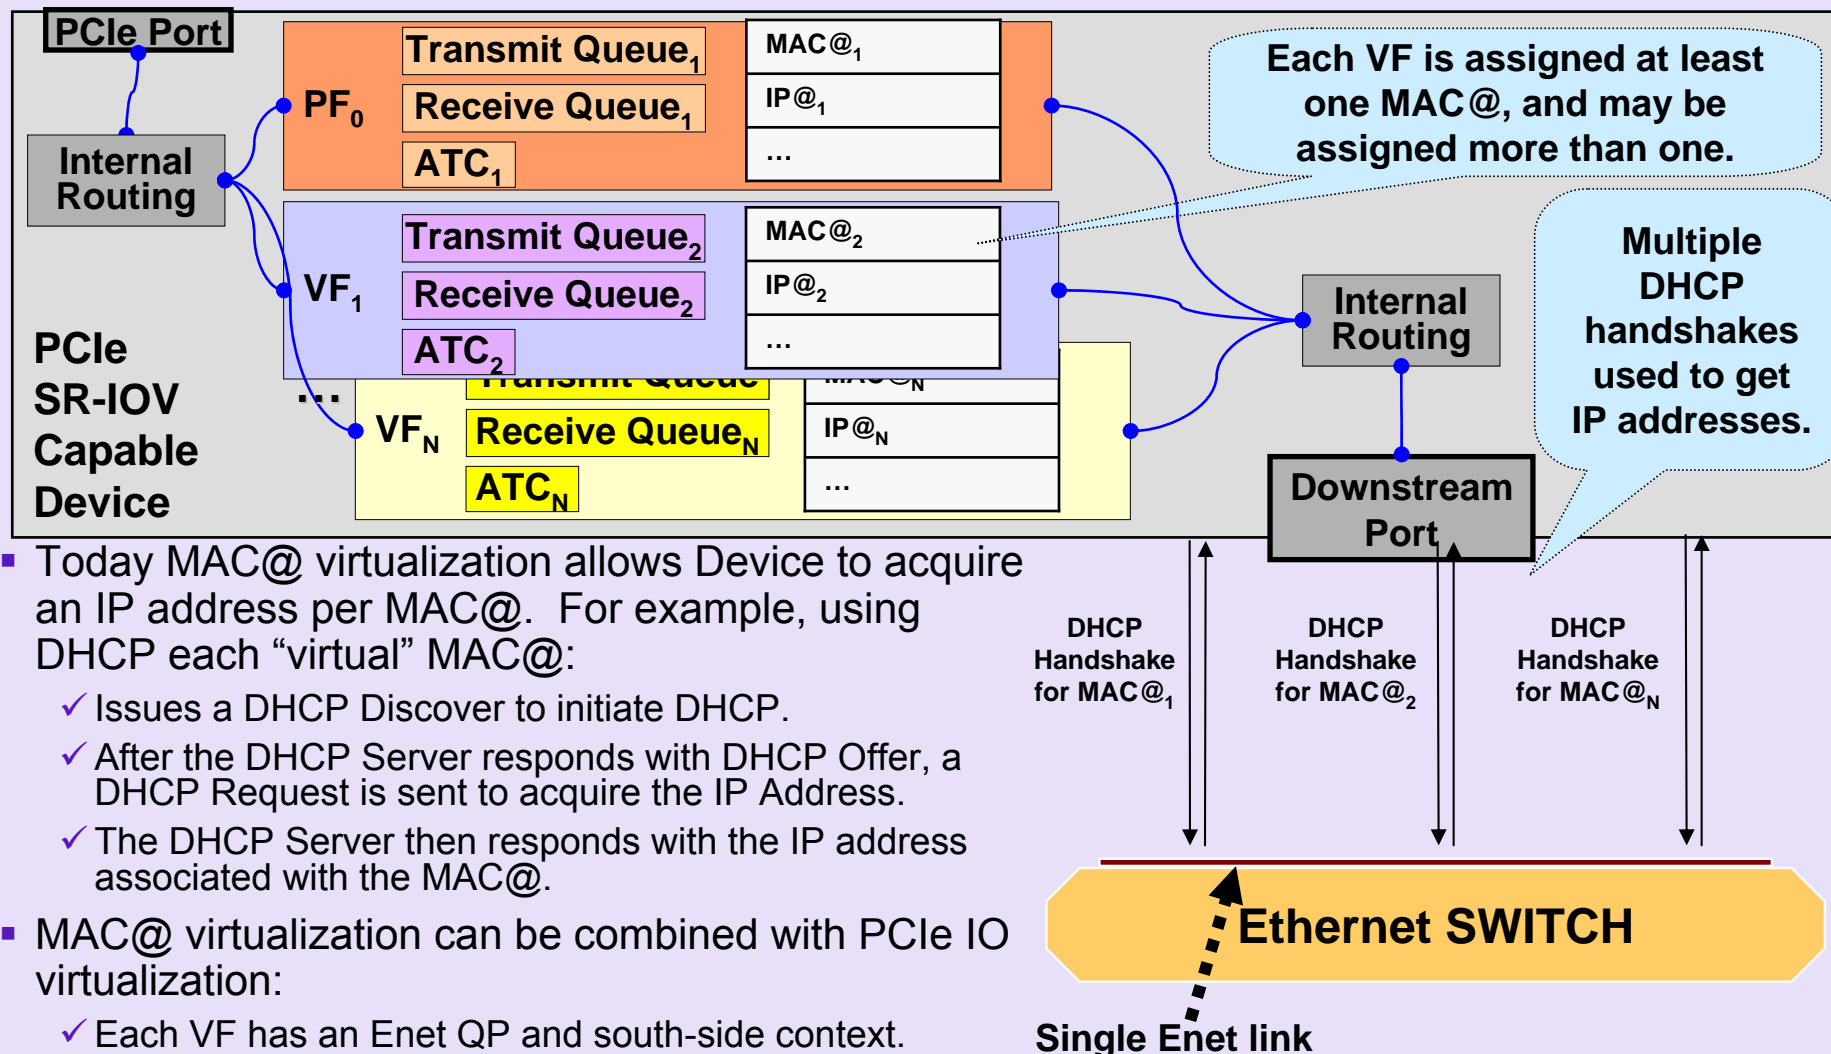 PCIe Port
Internal
Routing
PF0
Transmit Queue1
Receive Queue1
ATC1
MAC@1
IP@1
...
Each VF is assigned at least
one MAC@, and may be
assigned more than one.
VF1
Transmit Queue2
Receive Queue2
ATC2
MAC@2
IP@2
...
Multiple
DHCP
handshakes
used to get
IP addresses.
Internal
Routing
PCIe
SR-IOV
Capable
Device
...
VFN
Transmit Queue
Receive QueueN
ATCN
MAC@N
IP@N
...
Downstream
Port
▪ Today MAC@ virtualization allows Device to acquire
an IP address per MAC@. For example, using
DHCP each “virtual” MAC@:
✓ Issues a DHCP Discover to initiate DHCP.
✓ After the DHCP Server responds with DHCP Offer, a
DHCP Request is sent to acquire the IP Address.
✓ The DHCP Server then responds with the IP address
associated with the MAC@.
▪ MAC@ virtualization can be combined with PCIe IO
virtualization:
✓ Each VF has an Enet QP and south-side context.
DHCP
Handshake
for MAC@1
DHCP
Handshake
for MAC@2
DHCP
Handshake
for MAC@N
Ethernet SWITCH
Single Enet link